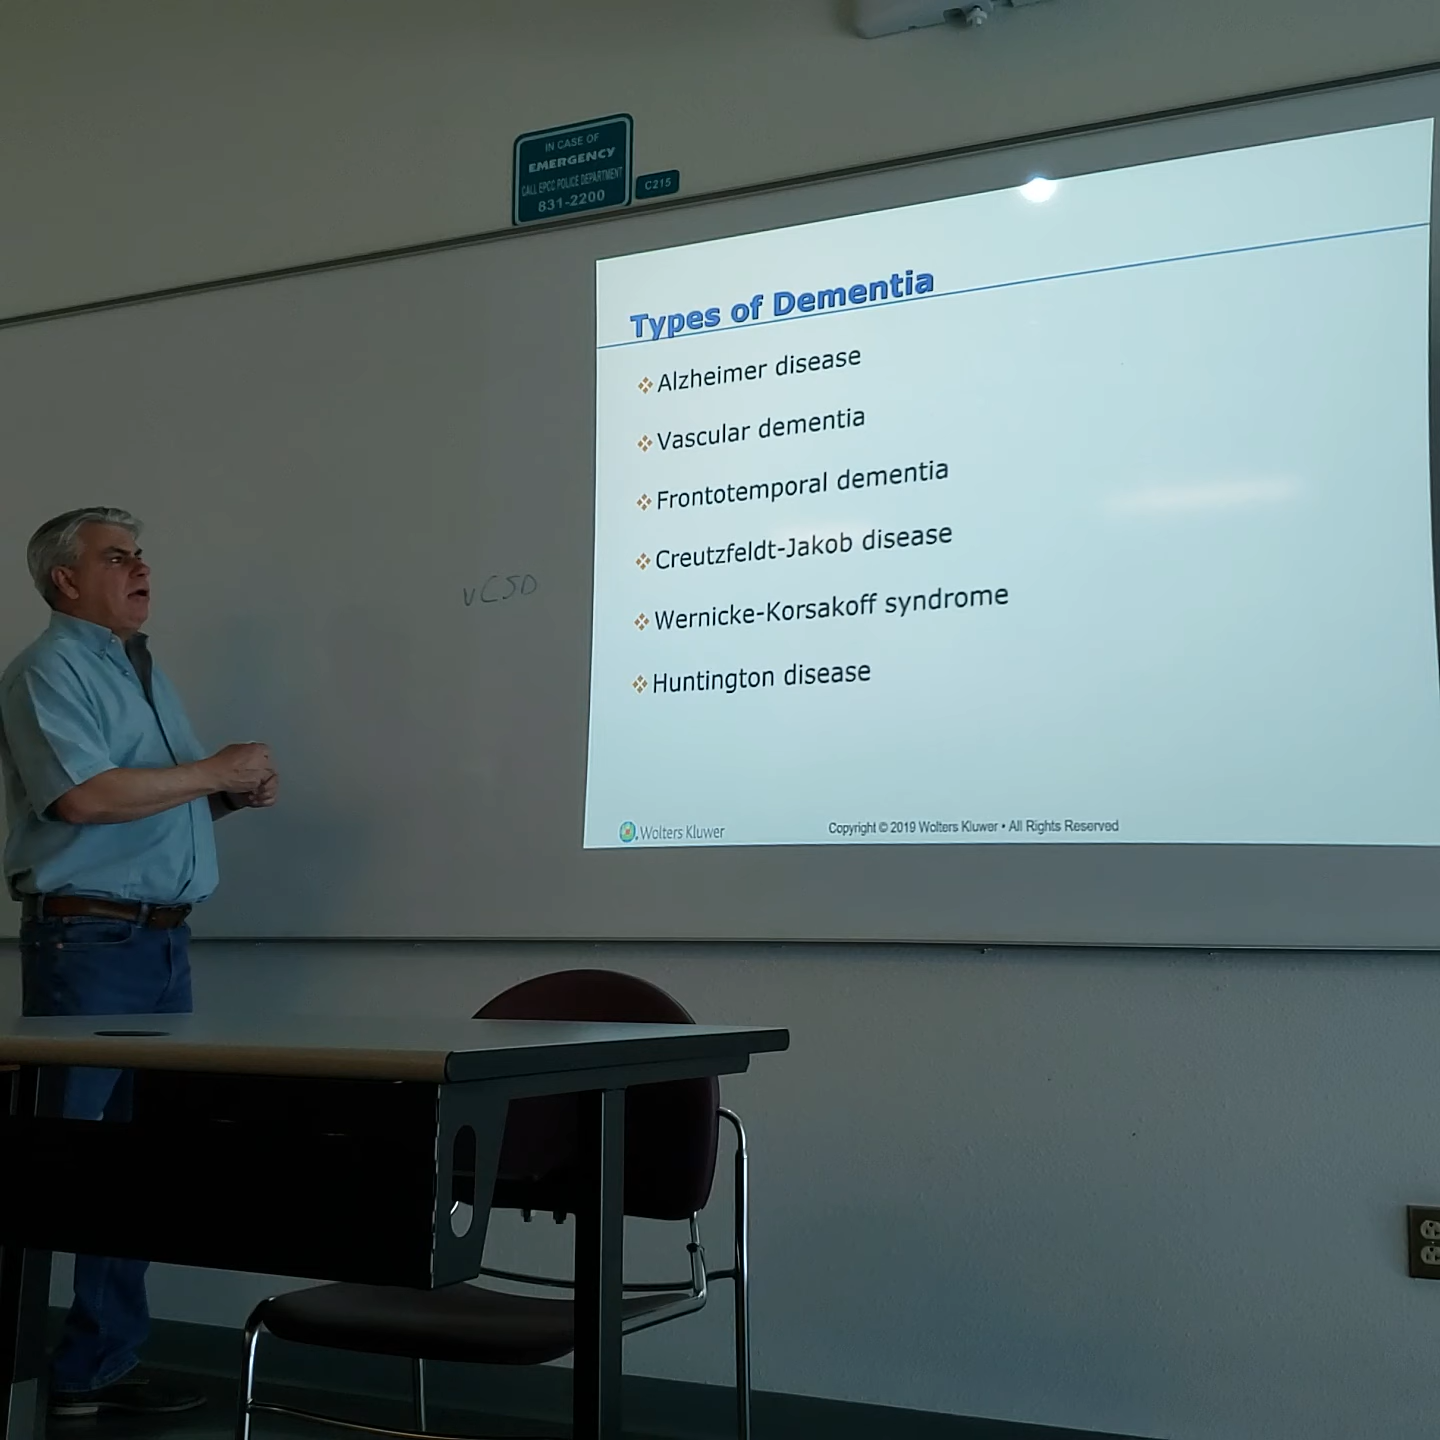 IN CASE OF
EMERGENCY
CALL EPCC POLICE DEPARTMENT
831-2200
C215
Types of Dementia
Alzheimer disease
Vascular dementia
Frontotemporal dementia
Creutzfeldt-Jakob disease
Wernicke-Korsakoff syndrome
Huntington disease
vCJD
Wolters Kluwer
Copyright © 2019 Wolters Kluwer • All Rights Reserved